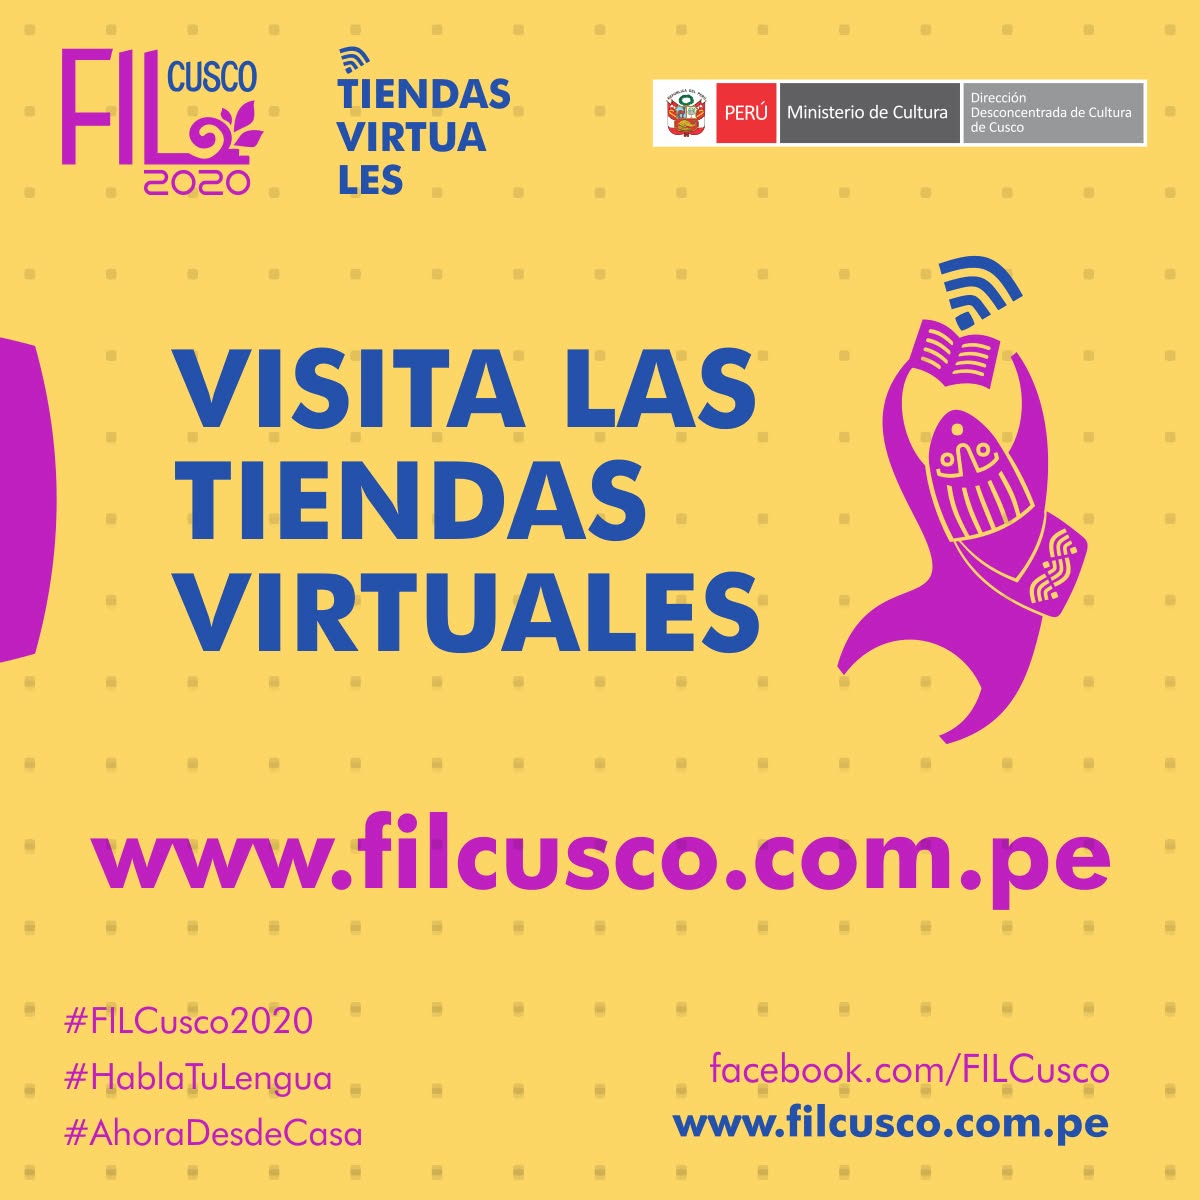 FIL CUSCO
2020
TIENDAS
VIRTUA
LES
PERÚ
Ministerio de Cultura
Dirección
Desconcentrada de Cultura
de Cusco
VISITA LAS
TIENDAS
VIRTUALES
www.filcusco.com.pe
#FILCusco2020
#HablaTuLengua
#AhoraDesdeCasa
facebook.com/FILCusco
www.filcusco.com.pe